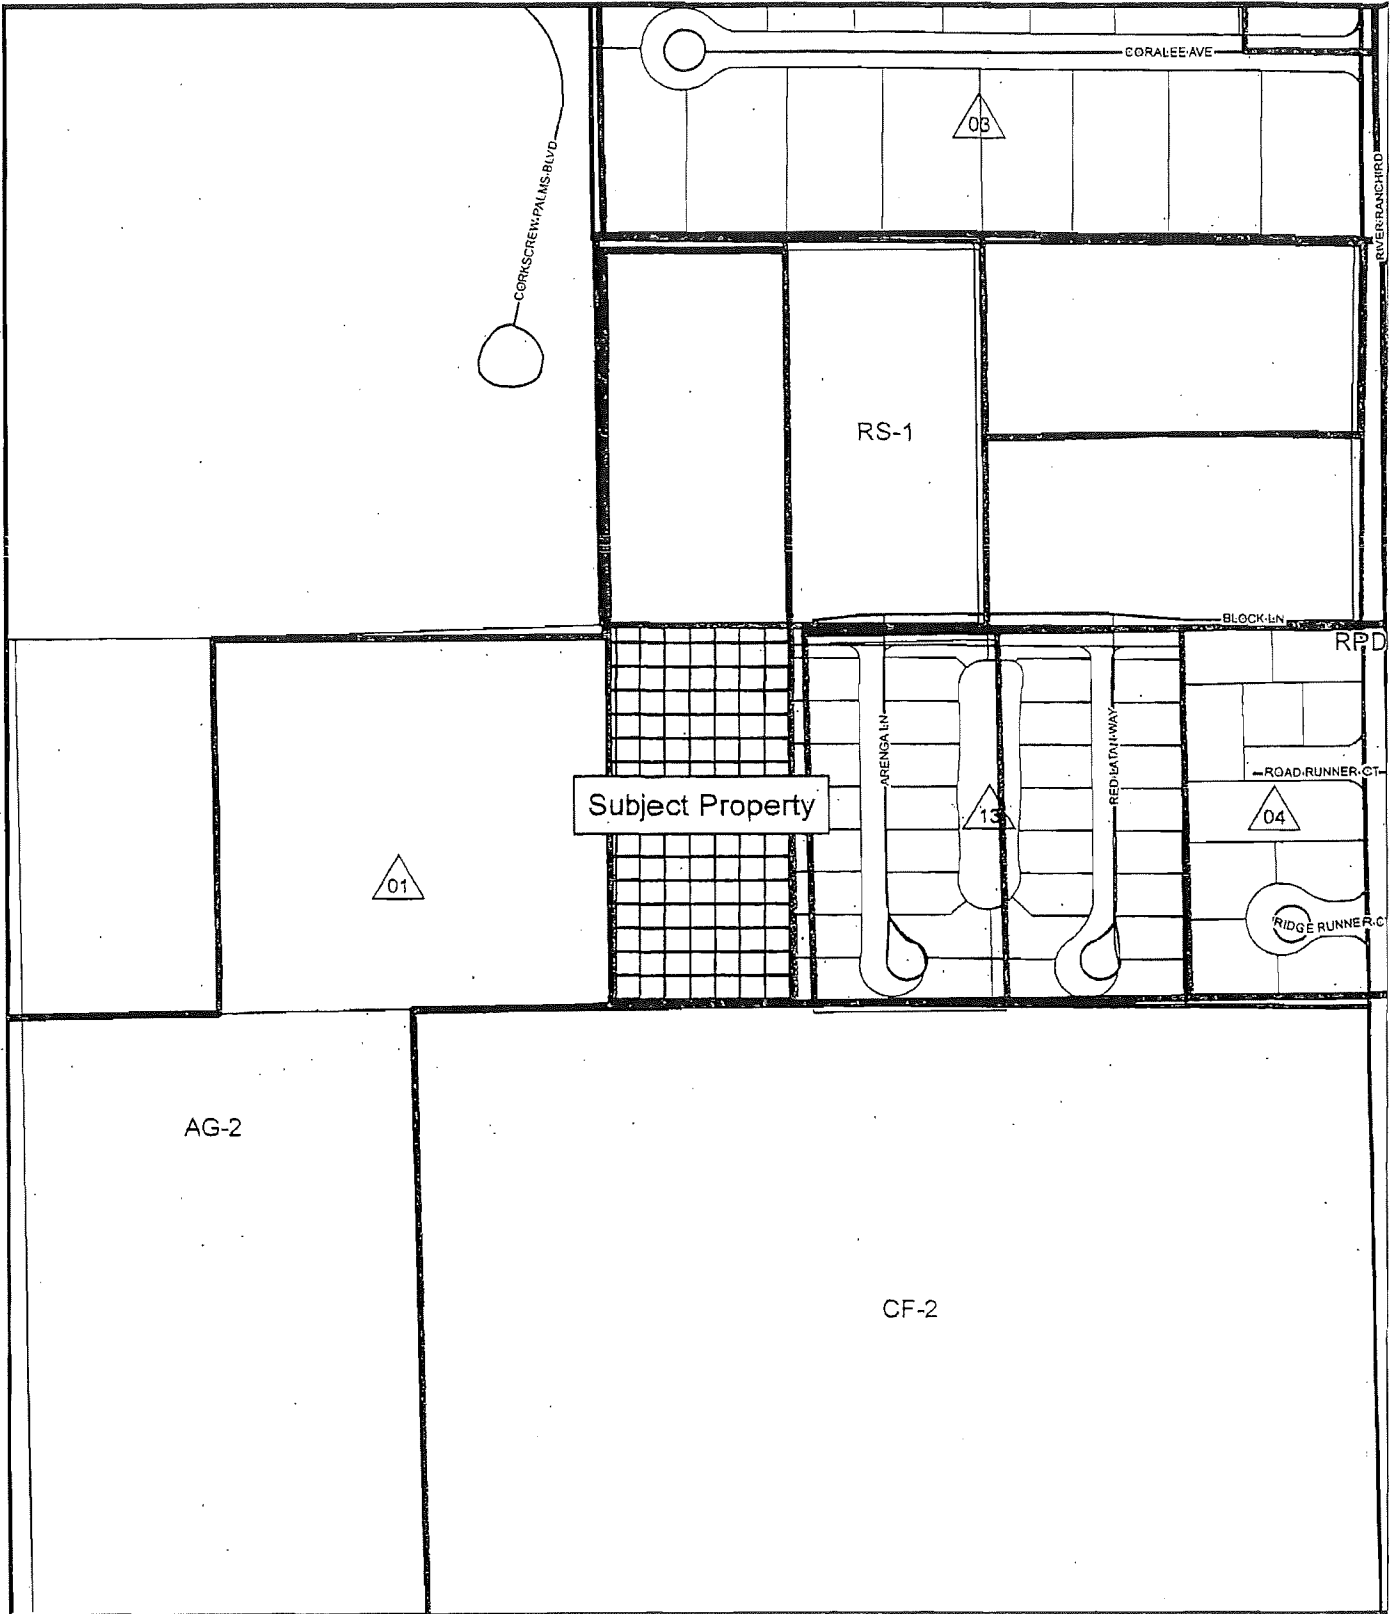 CORALEE AVE
03
CORKSCREW PALMS BLVD
RIVER RANCH RD
RS-1
BLOCK LN
RPD
ARENGA LN
RED LATAN WAY
ROAD RUNNER CT
Subject Property
13
04
01
RIDGE RUNNER C
AG-2
CF-2